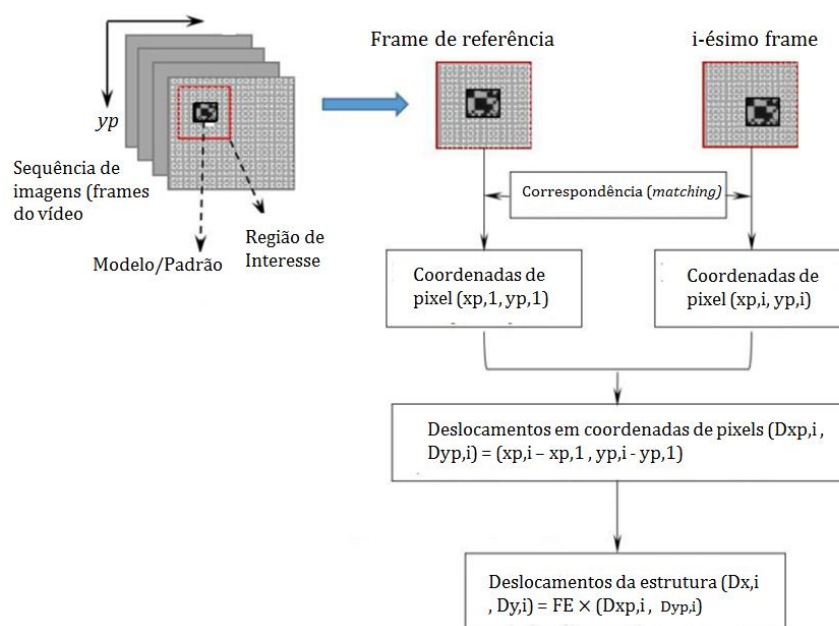 Frame de referência
i-ésimo frame
yp
Sequência de
imagens (frames
do vídeo
Modelo/Padrão
Região de
Interesse
Correspondência (matching)
Coordenadas de
pixel (xp,1, yp,1)
Coordenadas de
pixel (xp,i, yp,i)
Deslocamentos em coordenadas de pixels (Dxp,i ,
Dyp,i) = (xp,i – xp,1 , yp,i - yp,1)
Deslocamentos da estrutura (Dx,i
, Dy,i) = FE × (Dxp,i , Dyp,i)